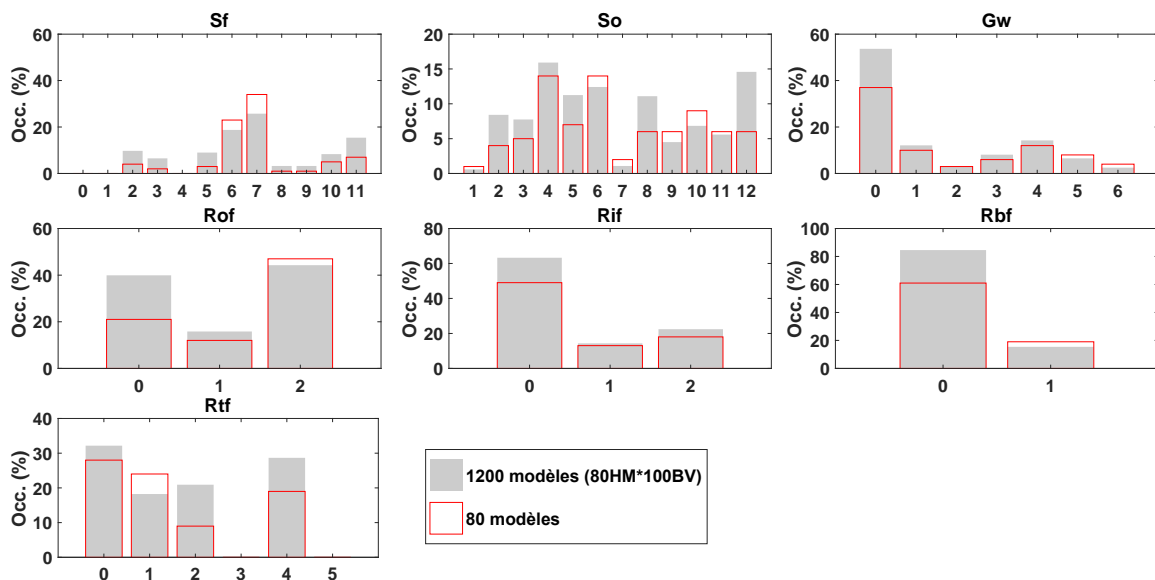 Sf
60
40
20
0
Occ. (%)
0 1 2 3 4 5 6 7 8 9 10 11
So
20
15
10
5
0
Occ. (%)
1 2 3 4 5 6 7 8 9 10 11 12
Gw
60
40
20
0
Occ. (%)
0 1 2 3 4 5 6
Rof
60
40
20
0
Occ. (%)
0 1 2
Rif
80
60
40
20
0
Occ. (%)
0 1 2
Rbf
100
80
60
40
20
0
Occ. (%)
0 1
Rtf
40
30
20
10
0
Occ. (%)
0 1 2 3 4 5
1200 modèles (80HM*100BV)
80 modèles